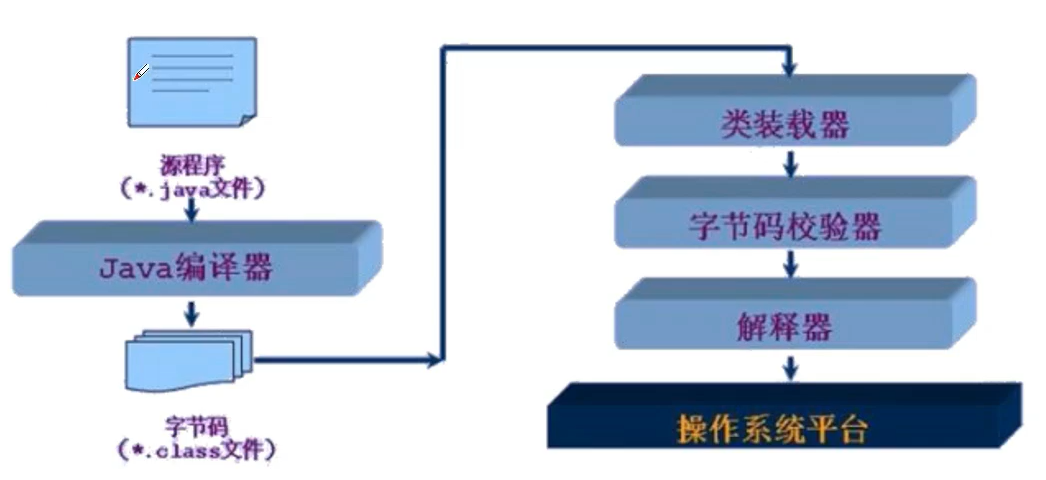 源程序
（*.java文件）
Java编译器
字节码
（*.class文件）
类装载器
字节码校验器
解释器
操作系统平台